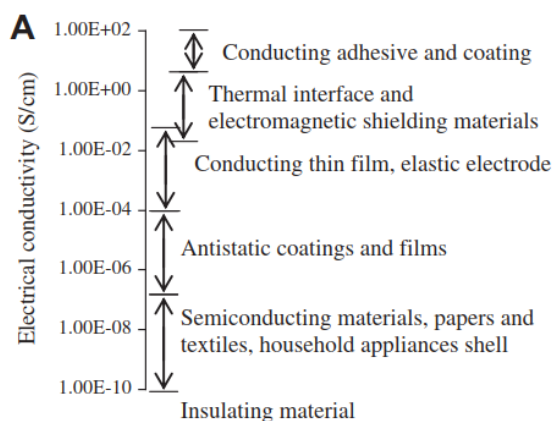 A
Electrical conductivity (S/cm)
1.00E+02
Conducting adhesive and coating
1.00E+00
Thermal interface and
electromagnetic shielding materials
1.00E-02
Conducting thin film, elastic electrode
1.00E-04
Antistatic coatings and films
1.00E-06
Semiconducting materials, papers and
1.00E-08
textiles, household appliances shell
1.00E-10
Insulating material